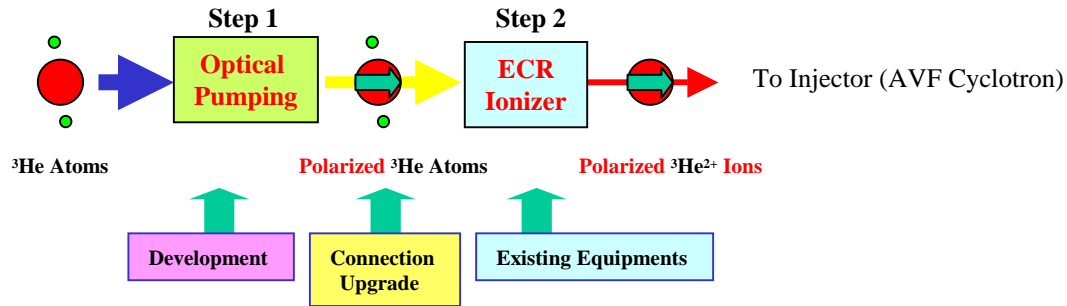 Step 1
Step 2
Optical
Pumping
ECR
Ionizer
To Injector (AVF Cyclotron)
³He Atoms
Polarized ³He Atoms
Polarized ³He²⁺ Ions
Development
Connection
Upgrade
Existing Equipments